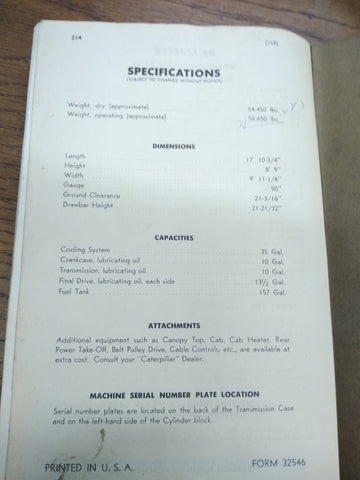 214 (168)
SPECIFICATIONS
(SUBJECT TO CHANGE WITHOUT NOTICE)
Weight, dry (approximate) 54,450 lbs.
Weight, operating (approximate) 56,650 lbs.
DIMENSIONS
Length 17' 10-3/4"
Height 8' 9"
Width 9' 11-1/4"
Gauge 90"
Ground Clearance 21-3/16"
Drawbar Height 21-21/32"
CAPACITIES
Cooling System 35 Gal.
Crankcase, lubricating oil 10 Gal.
Transmission, lubricating oil 10 Gal.
Final Drive, lubricating oil, each side 13½ Gal.
Fuel Tank 157 Gal.
ATTACHMENTS
Additional equipment such as Canopy Top, Cab, Cab Heater, Rear
Power Take-Off, Belt Pulley Drive, Cable Controls, etc., are available at
extra cost. Consult your "Caterpillar" Dealer.
MACHINE SERIAL NUMBER PLATE LOCATION
Serial number plates are located on the back of the Transmission Case
and on the left-hand side of the Cylinder block.
PRINTED IN U. S. A. FORM 32546